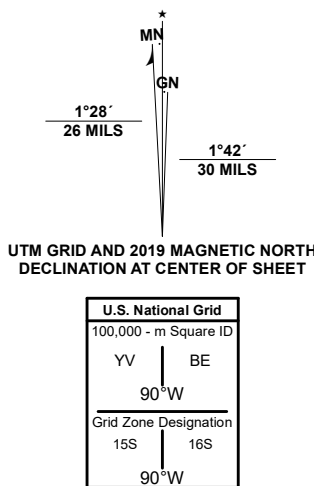 ★
MN
GN
1°28´
26 MILS
1°42´
30 MILS
UTM GRID AND 2019 MAGNETIC NORTH
DECLINATION AT CENTER OF SHEET
U.S. National Grid
100,000 - m Square ID
YV BE
90°W
Grid Zone Designation
15S 16S
90°W